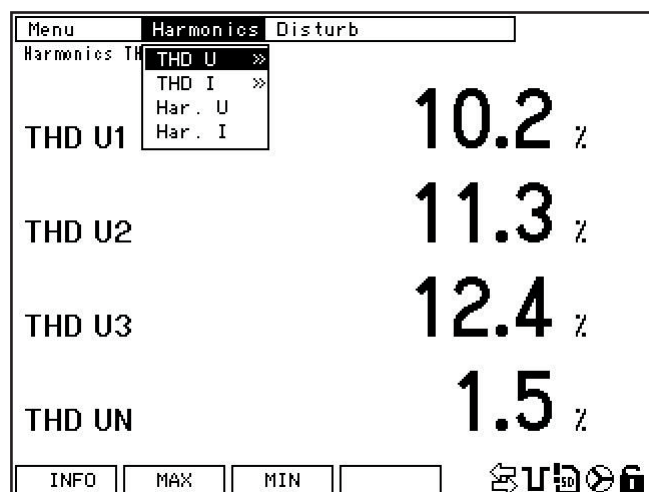 Menu Harmonics Disturb
Harmonics TH
THD U »
THD I »
Har. U
Har. I
THD U1 10.2 %
THD U2 11.3 %
THD U3 12.4 %
THD UN 1.5 %
INFO MAX MIN
SD